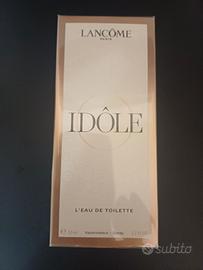 LANCÔME
PARIS
IDÔLE
L'EAU DE TOILETTE
subito